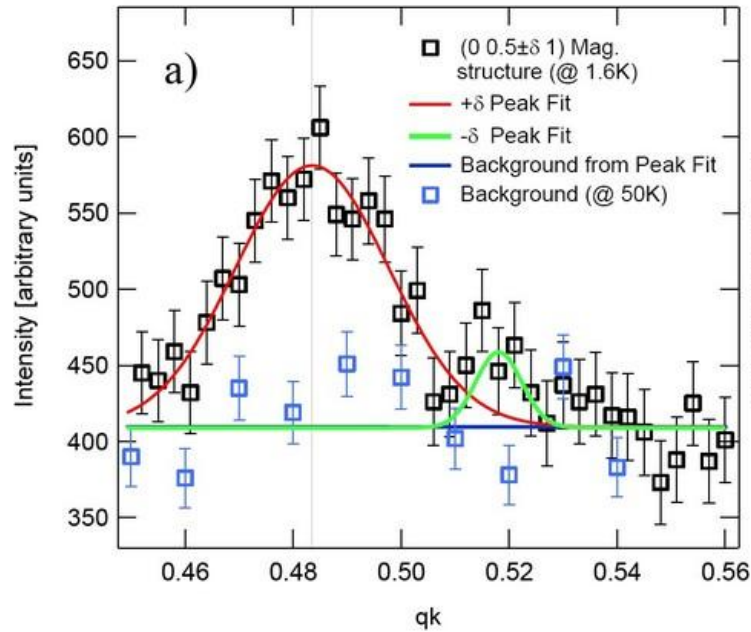 a)
(0 0.5±δ 1) Mag.
structure (@ 1.6K)
+δ Peak Fit
-δ Peak Fit
Background from Peak Fit
Background (@ 50K)
Intensity [arbitrary units]
650
600
550
500
450
400
350
0.46 0.48 0.50 0.52 0.54 0.56
qk